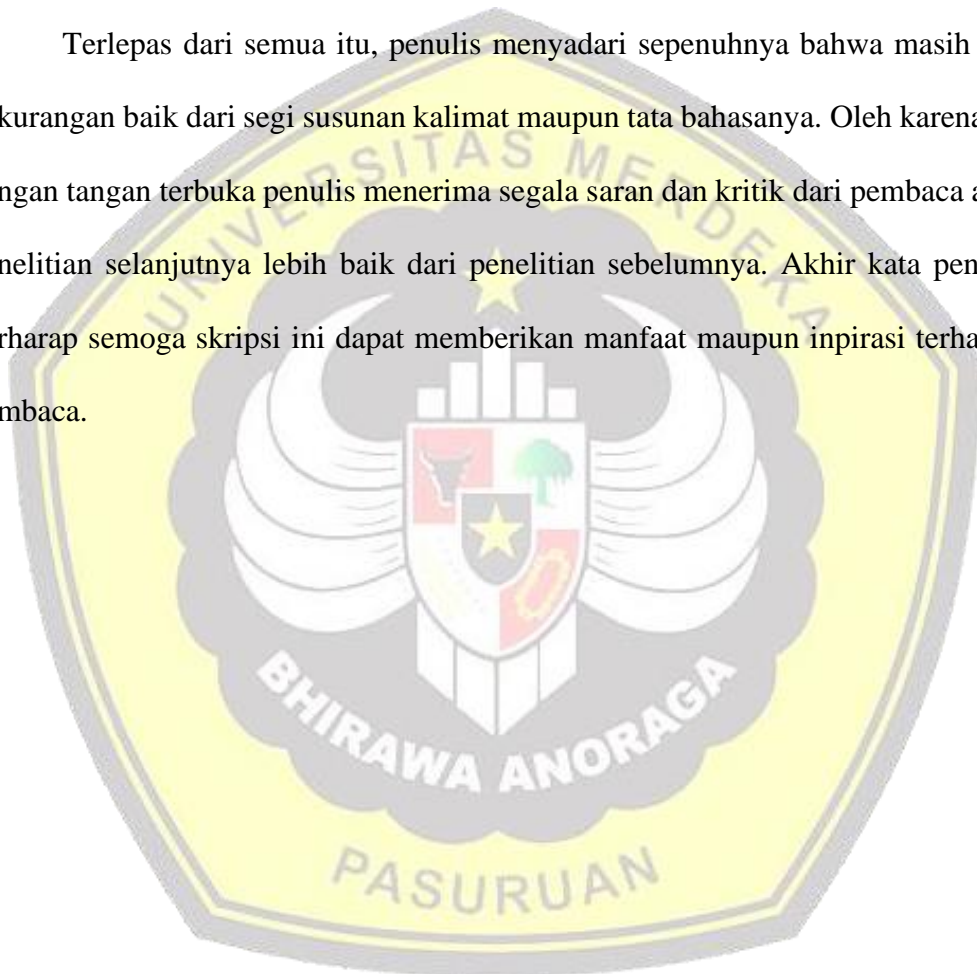 Terlepas dari semua itu, penulis menyadari sepenuhnya bahwa masih
kurangan baik dari segi susunan kalimat maupun tata bahasanya. Oleh karena
ngan tangan terbuka penulis menerima segala saran dan kritik dari pembaca a
nelitian selanjutnya lebih baik dari penelitian sebelumnya. Akhir kata pen
rharap semoga skripsi ini dapat memberikan manfaat maupun inpirasi terha
mbaca.
UNIVERSITAS MERDEKA
BHIRAWA ANORAGA
PASURUAN